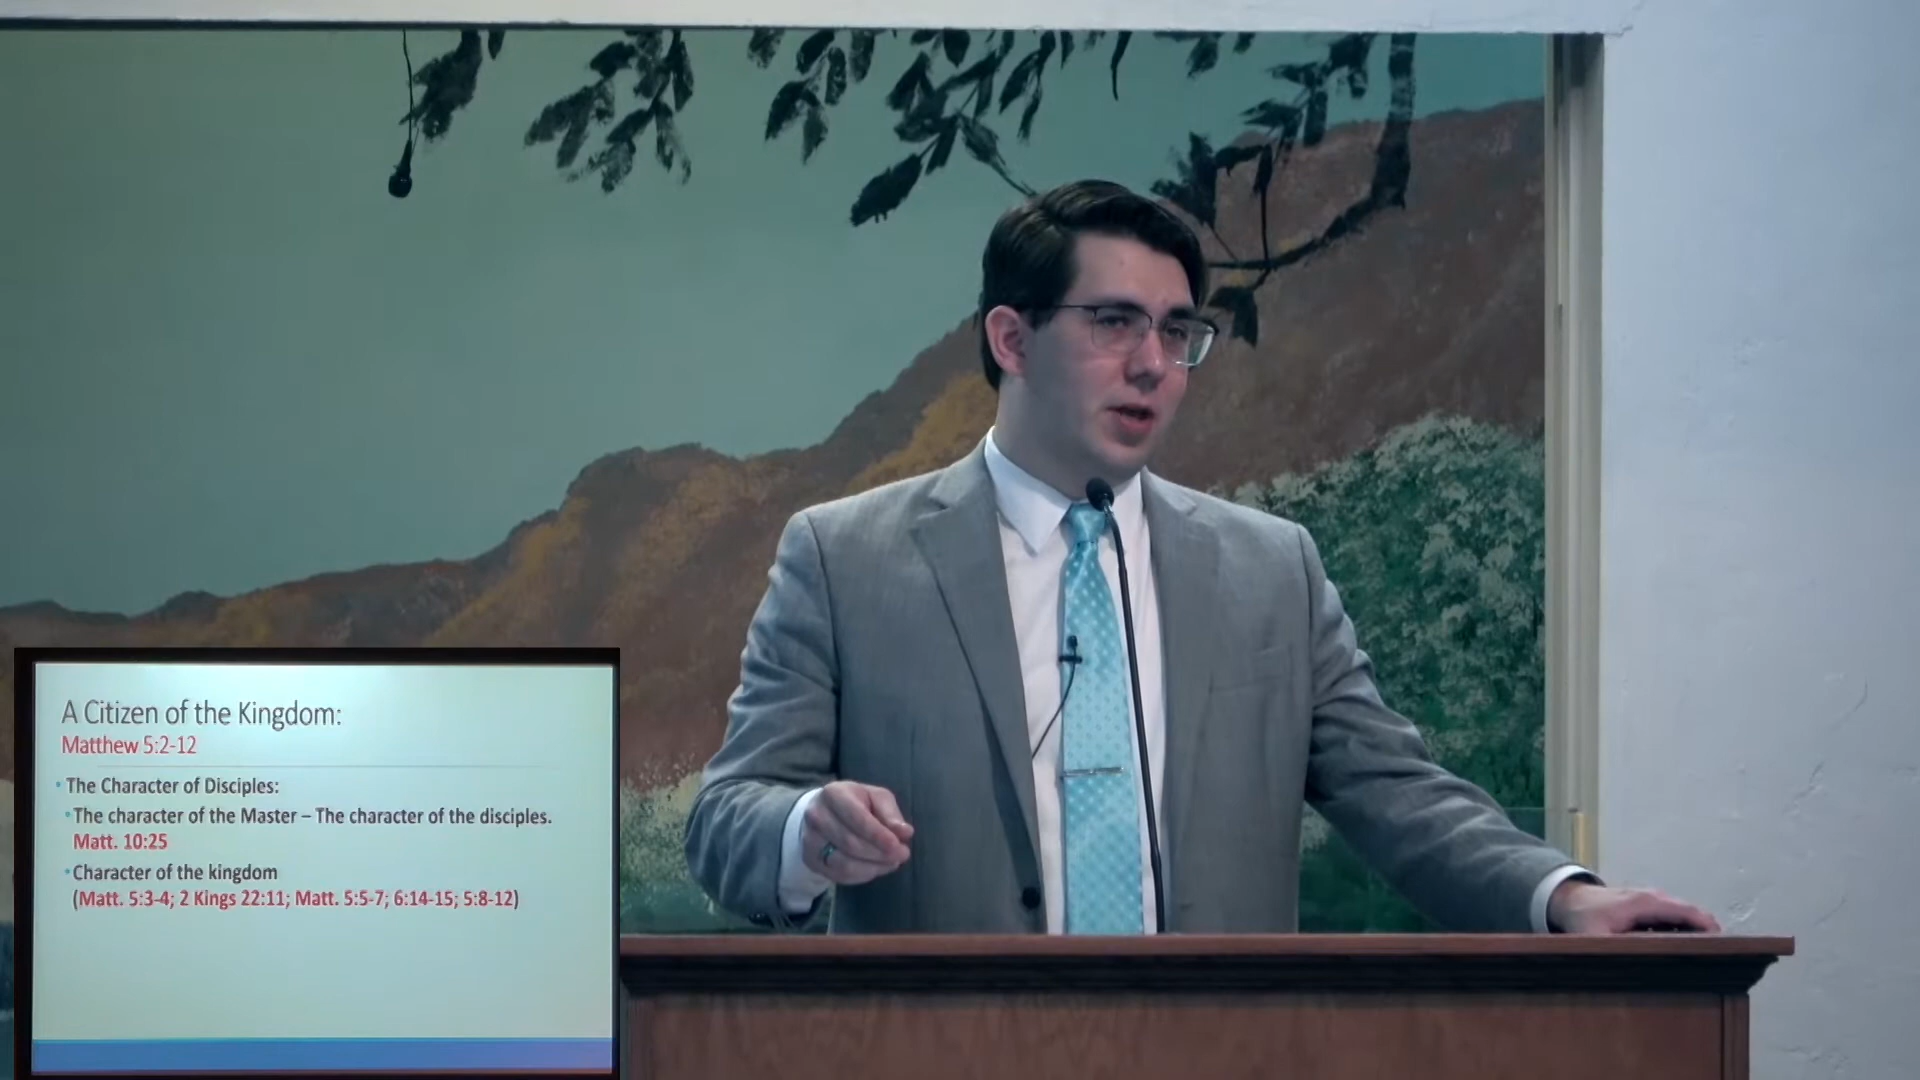 A Citizen of the Kingdom:
Matthew 5:2-12
• The Character of Disciples:
• The character of the Master – The character of the disciples.
Matt. 10:25
• Character of the kingdom
(Matt. 5:3-4; 2 Kings 22:11; Matt. 5:5-7; 6:14-15; 5:8-12)